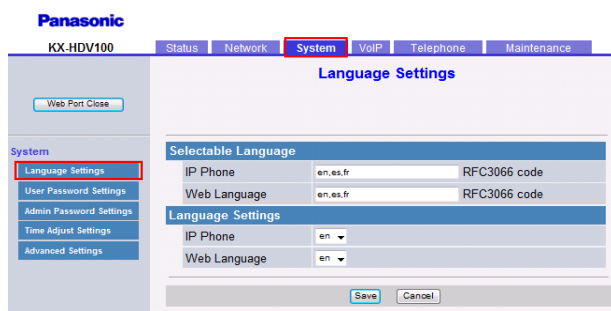 Panasonic
KX-HDV100 Status Network System VoIP Telephone Maintenance
Language Settings
Web Port Close
System
Language Settings
User Password Settings
Admin Password Settings
Time Adjust Settings
Advanced Settings
Selectable Language
IP Phone en,es,fr RFC3066 code
Web Language en,es,fr RFC3066 code
Language Settings
IP Phone en
Web Language en
Save Cancel